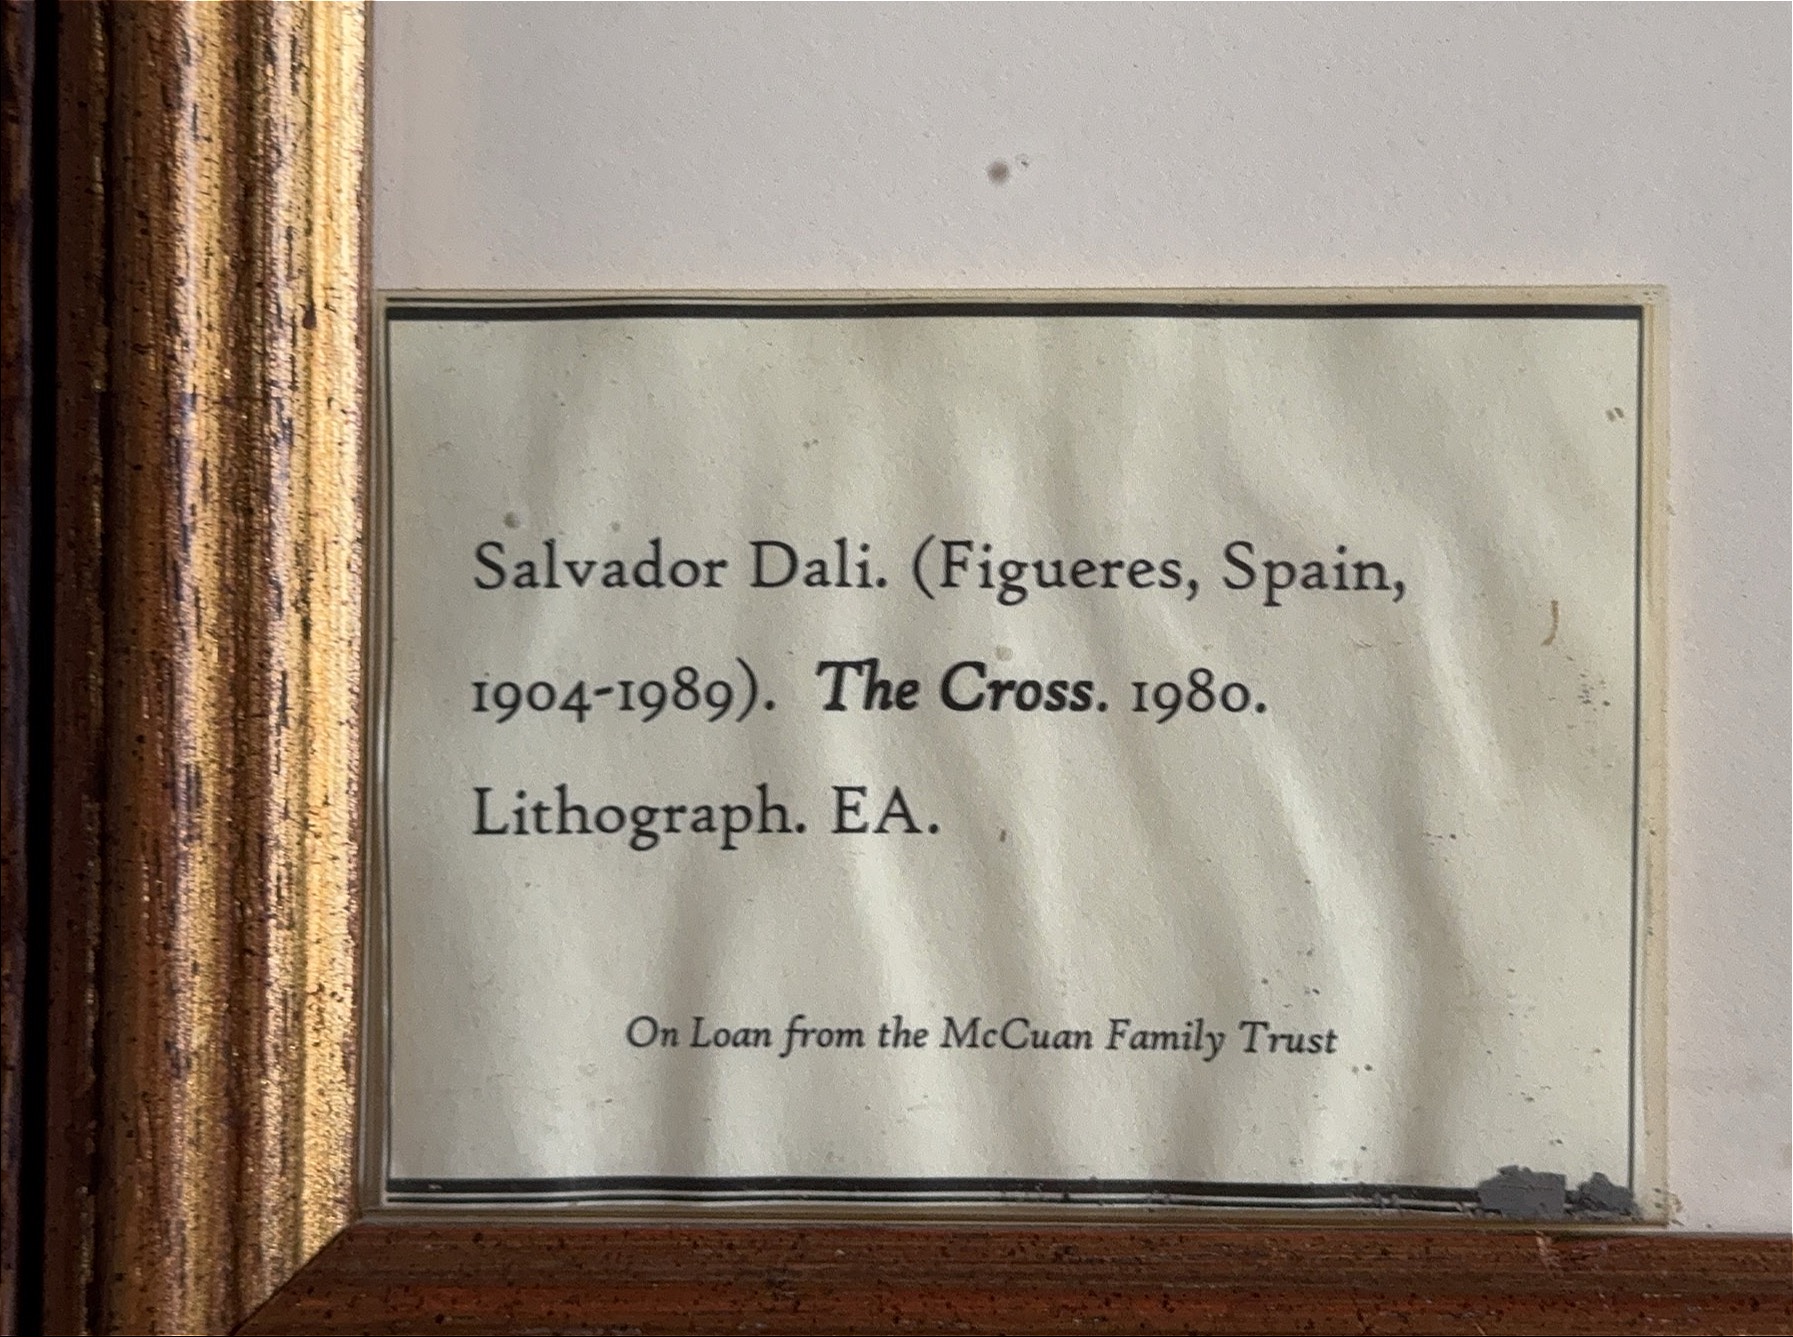 Salvador Dali. (Figueres, Spain,
1904-1989). The Cross. 1980.
Lithograph. EA.
On Loan from the McCuan Family Trust